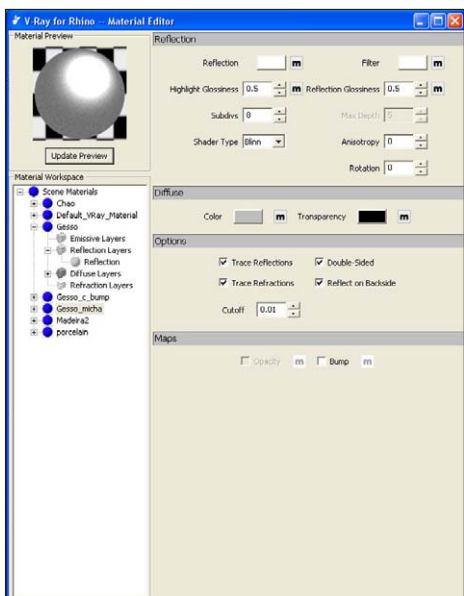 V-Ray for Rhino -- Material Editor
Material Preview
Update Preview
Material Workspace
Scene Materials
Chao
Default_VRay_Material
Gesso
Emissive Layers
Reflection Layers
Reflection
Diffuse Layers
Refraction Layers
Gesso_c_bump
Gesso_micha
Madeira2
porcelain
Reflection
Reflection m Filter m
Highlight Glossiness 0.5 m Reflection Glossiness 0.5 m
Subdivs 8 Max Depth 5
Shader Type Blinn Anisotropy 0
Rotation 0
Diffuse
Color m Transparency m
Options
Trace Reflections Double-Sided
Trace Refractions Reflect on Backside
Cutoff 0.01
Maps
Opacity m Bump m